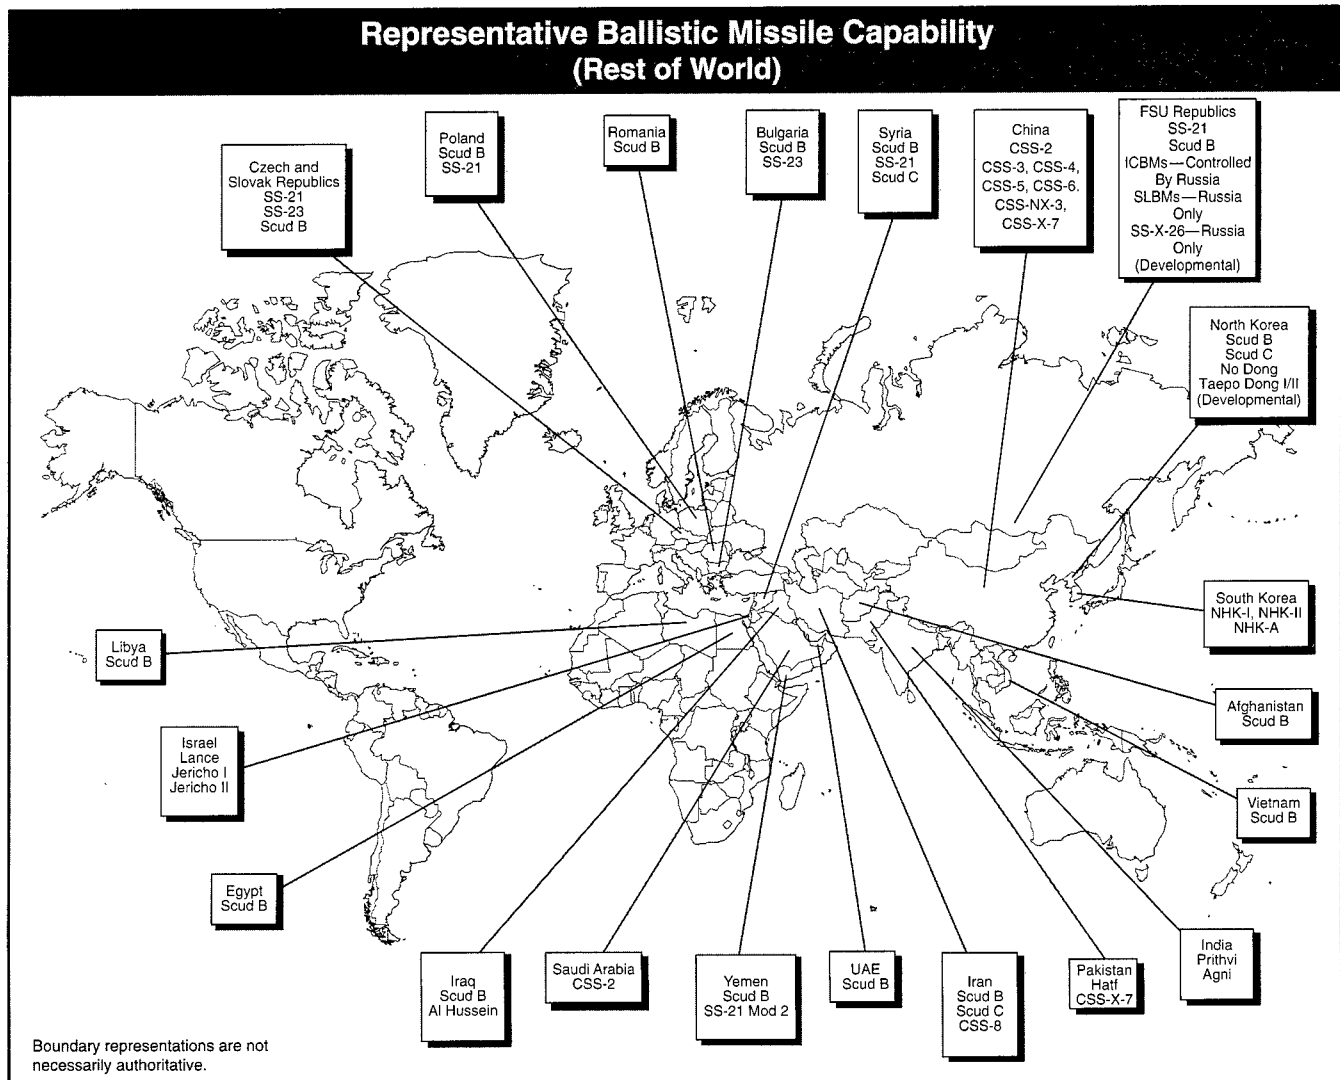 Representative Ballistic Missile Capability
(Rest of World)
Czech and
Slovak Republics
SS-21
SS-23
Scud B
Poland
Scud B
SS-21
Romania
Scud B
Bulgaria
Scud B
SS-23
Syria
Scud B
SS-21
Scud C
China
CSS-2
CSS-3, CSS-4,
CSS-5, CSS-6.
CSS-NX-3,
CSS-X-7
FSU Republics
SS-21
Scud B
ICBMs—Controlled
By Russia
SLBMs—Russia
Only
SS-X-26—Russia
Only
(Developmental)
North Korea
Scud B
Scud C
No Dong
Taepo Dong I/II
(Developmental)
South Korea
NHK-I, NHK-II
NHK-A
Libya
Scud B
Afghanistan
Scud B
Israel
Lance
Jericho I
Jericho II
Vietnam
Scud B
Egypt
Scud B
Iraq
Scud B
Al Hussein
Saudi Arabia
CSS-2
Yemen
Scud B
SS-21 Mod 2
UAE
Scud B
Iran
Scud B
Scud C
CSS-8
Pakistan
Hatf
CSS-X-7
India
Prithvi
Agni
Boundary representations are not
necessarily authoritative.